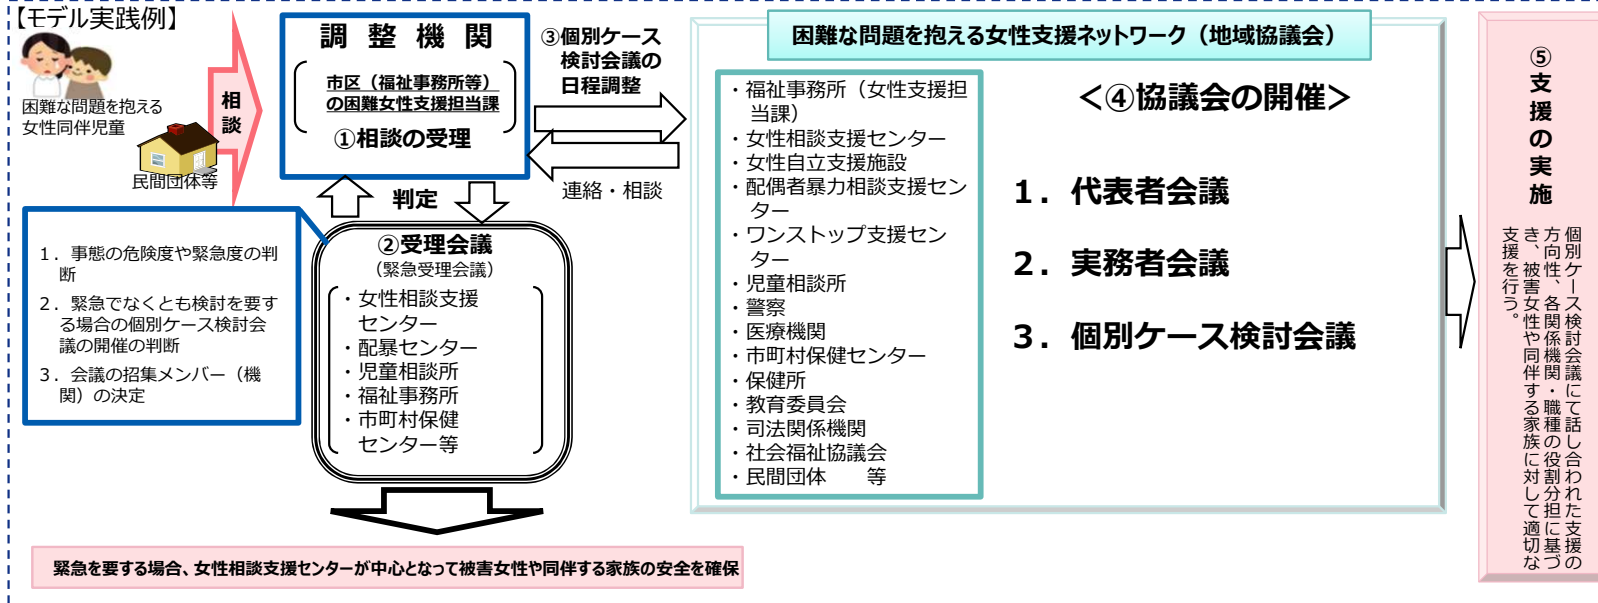 【モデル実践例】
困難な問題を抱える
女性同伴児童
民間団体等
相
談
調 整 機 関
市区（福祉事務所等）
の困難女性支援担当課
①相談の受理
③個別ケース
検討会議の
日程調整
連絡・相談
判定
1．事態の危険度や緊急度の判
断
2．緊急でなくとも検討を要す
る場合の個別ケース検討会
議の開催の判断
3．会議の招集メンバー（機
関）の決定
②受理会議
（緊急受理会議）
・女性相談支援
センター
・配暴センター
・児童相談所
・福祉事務所
・市町村保健
センター等
緊急を要する場合、女性相談支援センターが中心となって被害女性や同伴する家族の安全を確保
困難な問題を抱える女性支援ネットワーク（地域協議会）
・福祉事務所（女性支援担
当課）
・女性相談支援センター
・女性自立支援施設
・配偶者暴力相談支援セン
ター
・ワンストップ支援セン
ター
・児童相談所
・警察
・医療機関
・市町村保健センター
・保健所
・教育委員会
・司法関係機関
・社会福祉協議会
・民間団体　　等
＜④協議会の開催＞
1．代表者会議
2．実務者会議
3．個別ケース検討会議
⑤支援の実施
個別ケース検討会議にて話し合われた支援の
方向性、各関係機関・職種の役割分担に基づ
き、被害女性や同伴する家族に対して適切な
支援を行う。